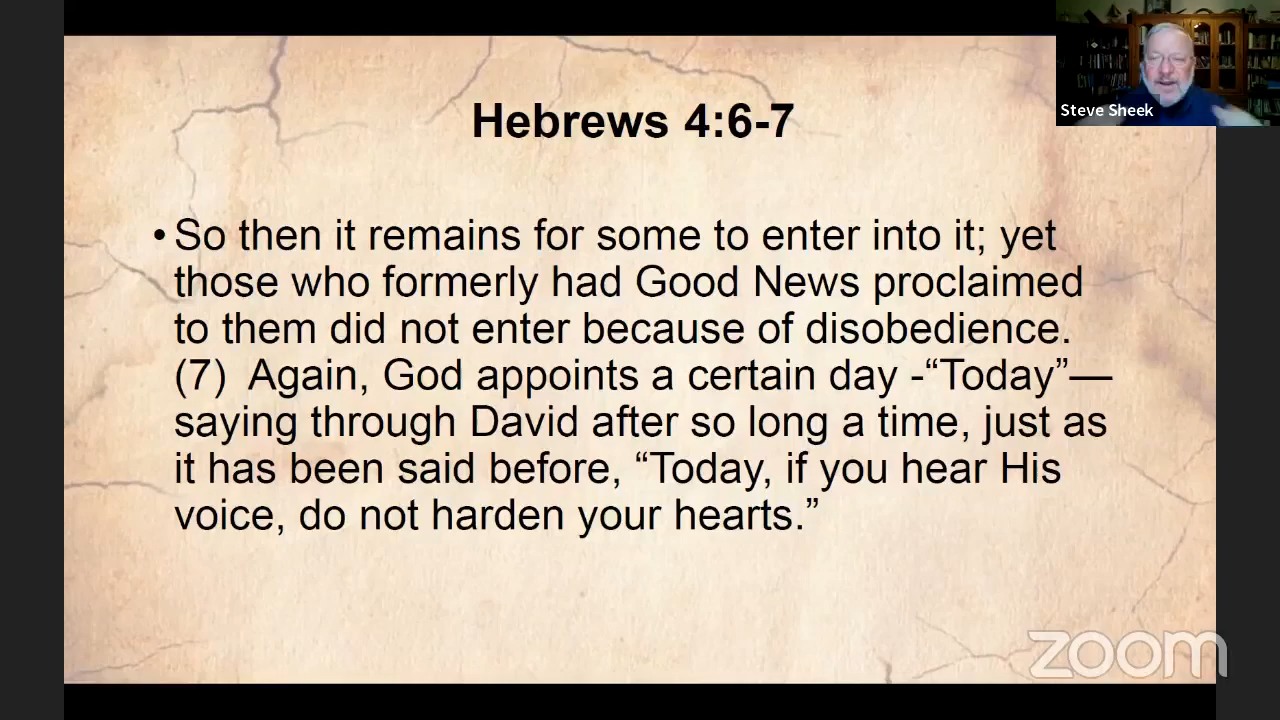 Steve Sheek
Hebrews 4:6-7
• So then it remains for some to enter into it; yet
those who formerly had Good News proclaimed
to them did not enter because of disobedience.
(7)  Again, God appoints a certain day -“Today”—
saying through David after so long a time, just as
it has been said before, “Today, if you hear His
voice, do not harden your hearts.”
zoom